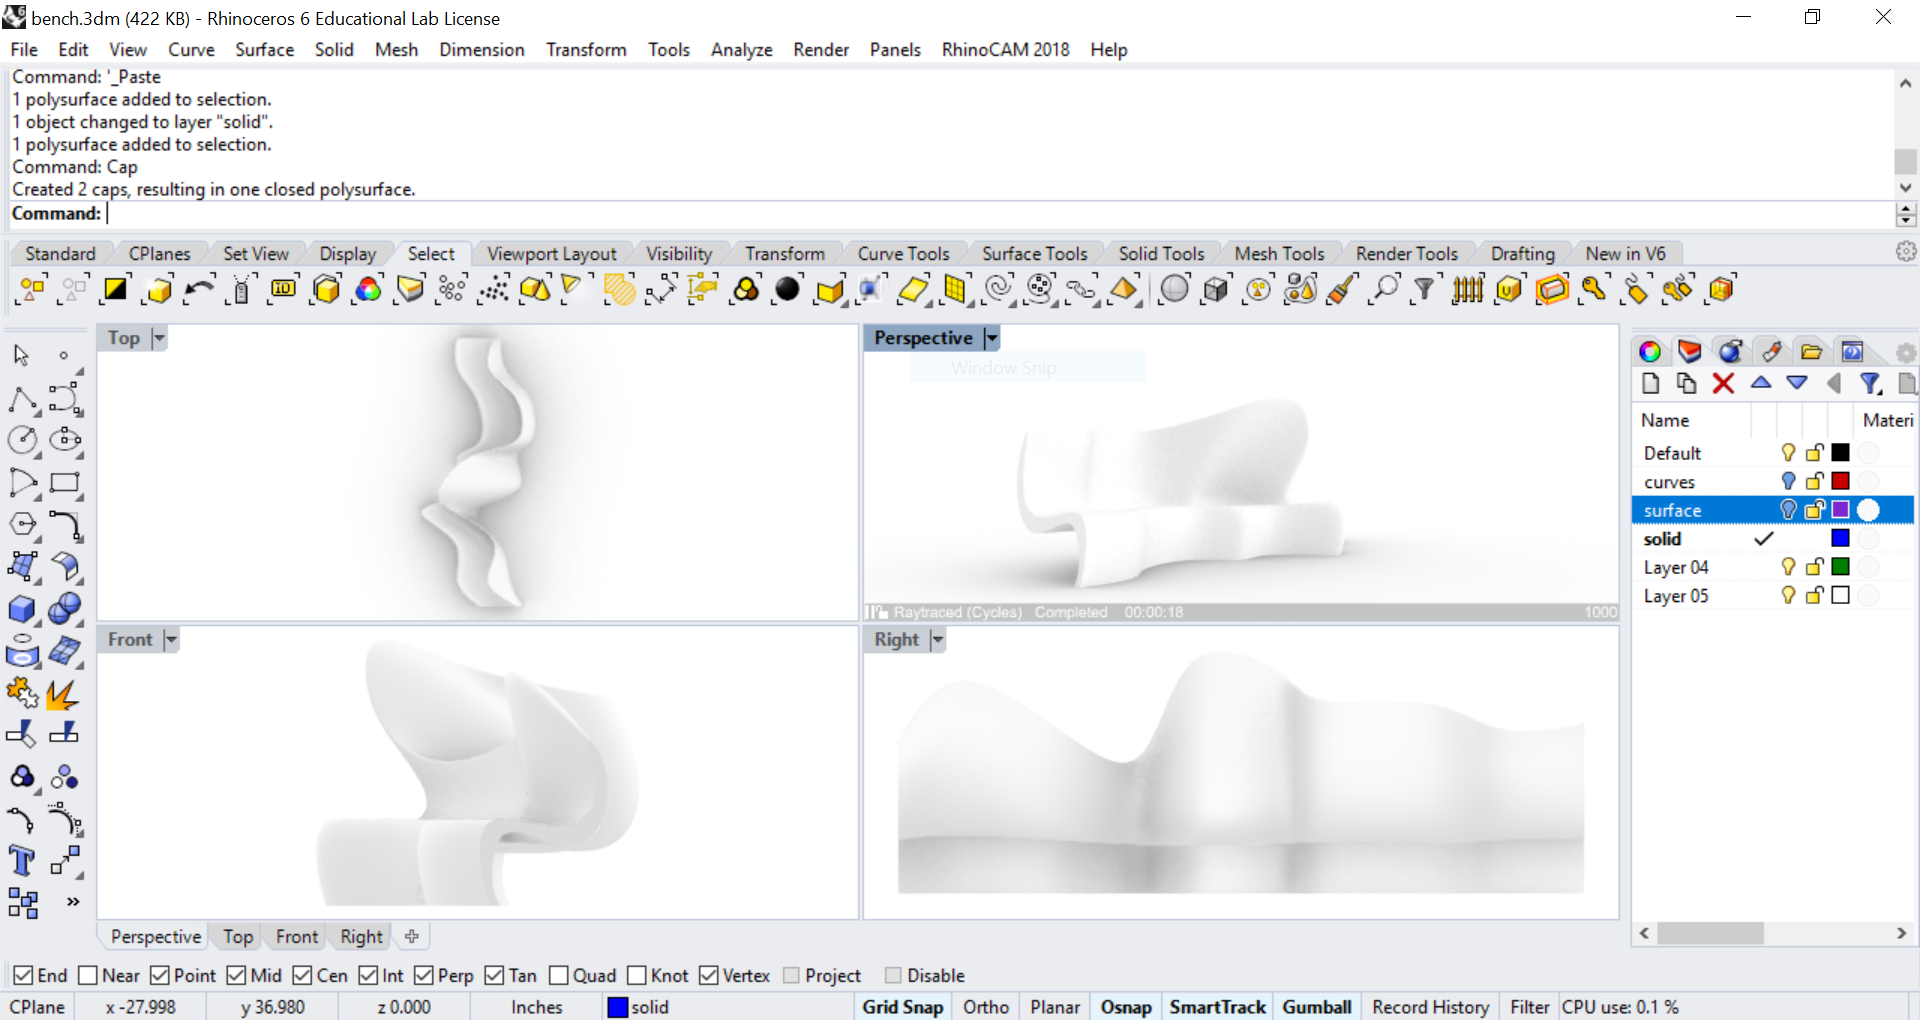 bench.3dm (422 KB) - Rhinoceros 6 Educational Lab License
File Edit View Curve Surface Solid Mesh Dimension Transform Tools Analyze Render Panels RhinoCAM 2018 Help
Command: '_Paste
1 polysurface added to selection.
1 object changed to layer "solid".
1 polysurface added to selection.
Command: Cap
Created 2 caps, resulting in one closed polysurface.
Command:
Standard CPlanes Set View Display Select Viewport Layout Visibility Transform Curve Tools Surface Tools Solid Tools Mesh Tools Render Tools Drafting New in V6
Top
Perspective
Window Snip
Raytraced (Cycles) Completed 00:00:18 1000
Front
Right
Name Materi
Default
curves
surface
solid
Layer 04
Layer 05
Perspective Top Front Right
End Near Point Mid Cen Int Perp Tan Quad Knot Vertex Project Disable
CPlane x -27.998 y 36.980 z 0.000 Inches solid Grid Snap Ortho Planar Osnap SmartTrack Gumball Record History Filter CPU use: 0.1 %